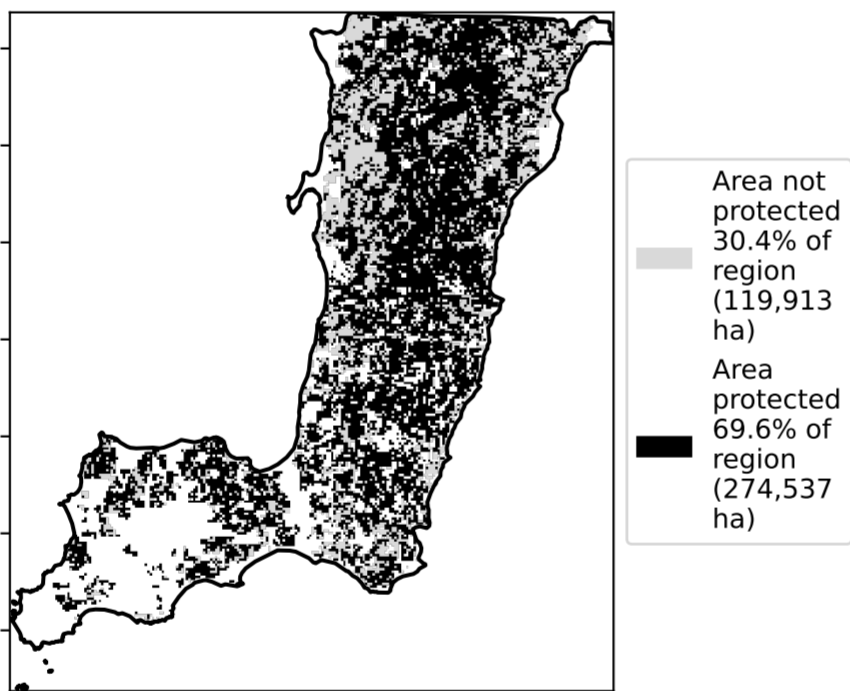 Area not
protected
30.4% of
region
(119,913
ha)
Area
protected
69.6% of
region
(274,537
ha)